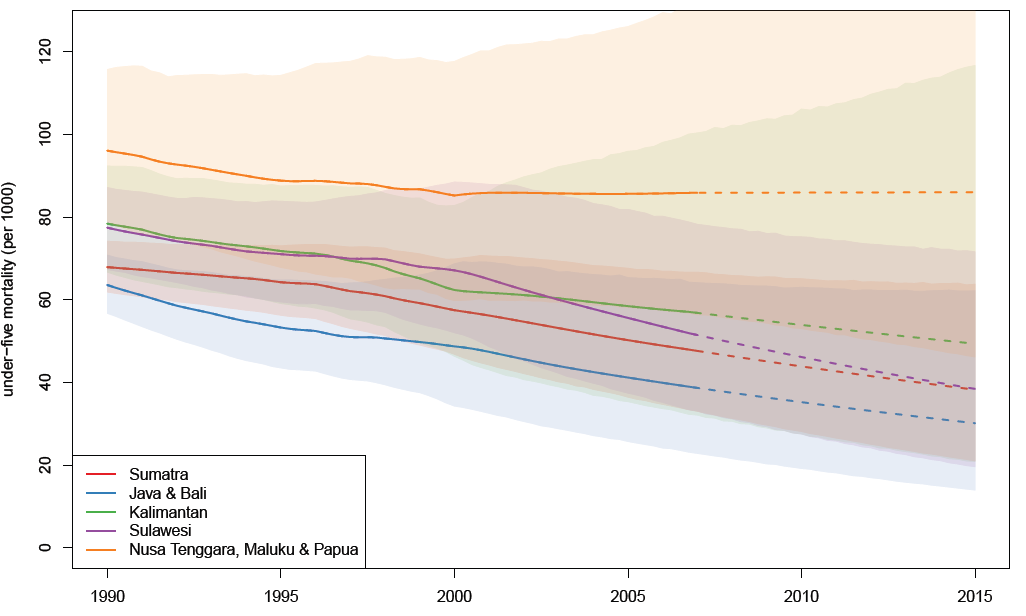 under−five mortality (per 1000)
120
100
80
60
40
20
0
Sumatra
Java & Bali
Kalimantan
Sulawesi
Nusa Tenggara, Maluku & Papua
1990 1995 2000 2005 2010 2015